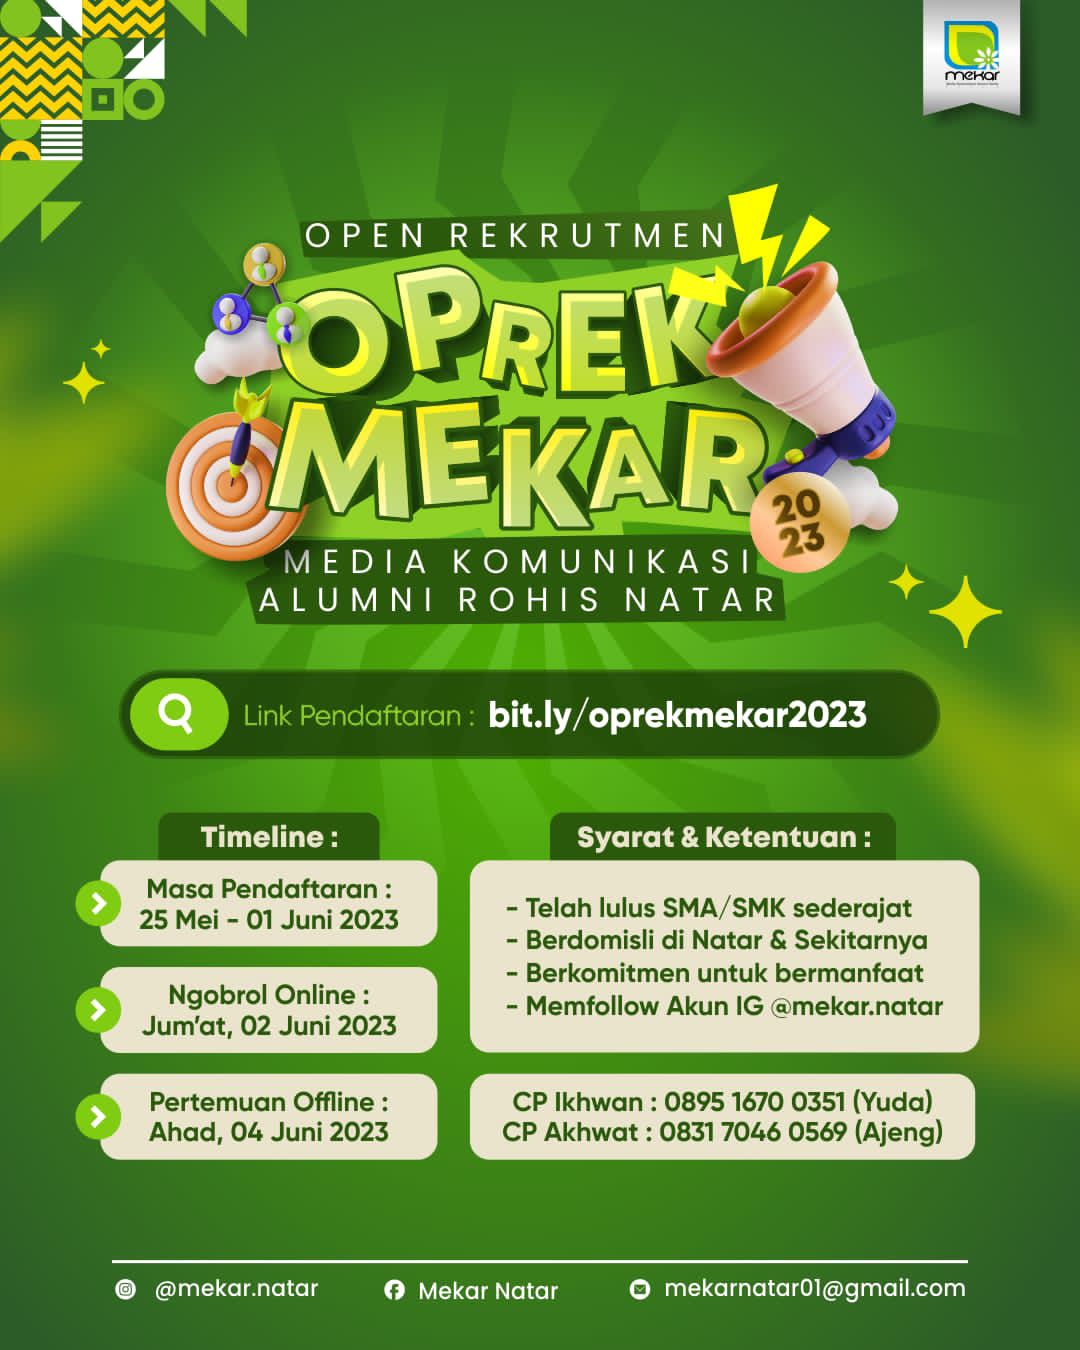 mekar
OPEN REKRUTMEN
OPREK
MEKAR
20
23
MEDIA KOMUNIKASI
ALUMNI ROHIS NATAR
Link Pendaftaran : bit.ly/oprekmekar2023
Timeline :
Masa Pendaftaran :
25 Mei - 01 Juni 2023
Ngobrol Online :
Jum'at, 02 Juni 2023
Pertemuan Offline :
Ahad, 04 Juni 2023
Syarat & Ketentuan :
- Telah lulus SMA/SMK sederajat
- Berdomisli di Natar & Sekitarnya
- Berkomitmen untuk bermanfaat
- Memfollow Akun IG @mekar.natar
CP Ikhwan : 0895 1670 0351 (Yuda)
CP Akhwat : 0831 7046 0569 (Ajeng)
@mekar.natar
Mekar Natar
mekarnatar01@gmail.com